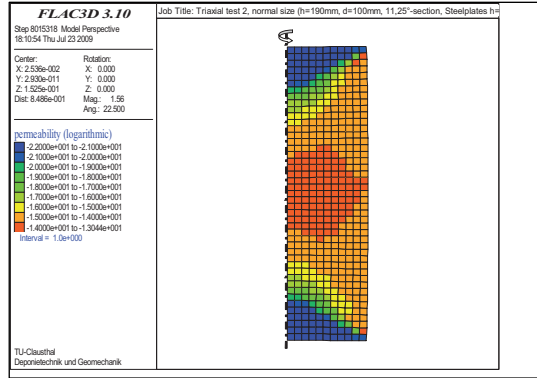 FLAC3D 3.10
Step 8015318 Model Perspective
18:10:54 Thu Jul 23 2009
Center:
X: 2.536e-002
Y: 2.930e-011
Z: 1.525e-001
Dist: 8.486e-001
Rotation:
X: 0.000
Y: 0.000
Z: 0.000
Mag.: 1.56
Ang.: 22.500
permeability (logarithmic)
-2.2000e+001 to -2.1000e+001
-2.1000e+001 to -2.0000e+001
-2.0000e+001 to -1.9000e+001
-1.9000e+001 to -1.8000e+001
-1.8000e+001 to -1.7000e+001
-1.7000e+001 to -1.6000e+001
-1.6000e+001 to -1.5000e+001
-1.5000e+001 to -1.4000e+001
-1.4000e+001 to -1.3044e+001
Interval = 1.0e+000
TU-Clausthal
Deponietechnik und Geomechanik
Job Title: Triaxial test 2, normal size (h=190mm, d=100mm, 11,25°-section, Steelplates h=